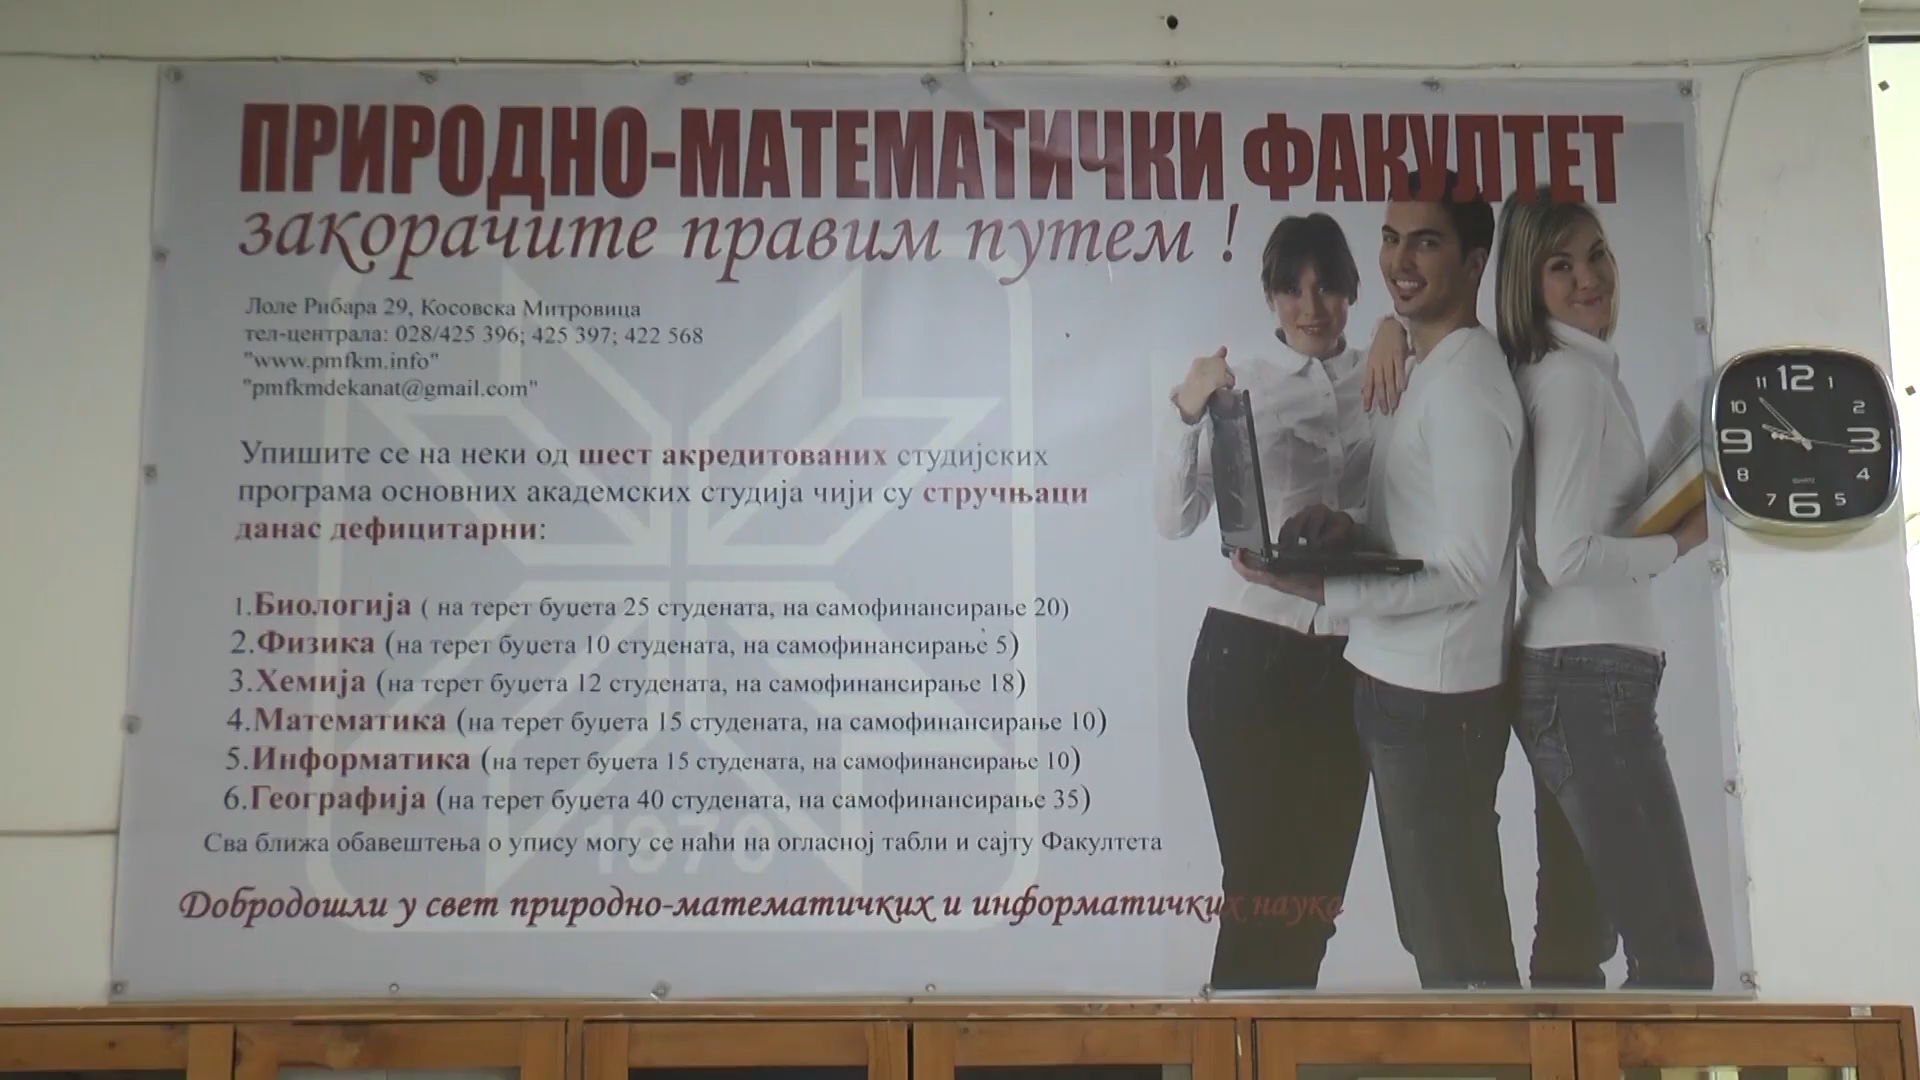 ПРИРОДНО-МАТЕМАТИЧКИ ФАКУЛТЕТ
закорачите правим путем !
Лоле Рибара 29, Косовска Митровица
тел-централа: 028/425 396; 425 397; 422 568
"www.pmfkm.info"
"pmfkmdekanat@gmail.com"
Упишите се на неки од шест акредитованих студијских
програма основних академских студија чији су стручњаци
данас дефицитарни:
1.Биологија ( на терет буџета 25 студената, на самофинансирање 20)
2.Физика (на терет буџета 10 студената, на самофинансирање 5)
3.Хемија (на терет буџета 12 студената, на самофинансирање 18)
4.Математика (на терет буџета 15 студената, на самофинансирање 10)
5.Информатика (на терет буџета 15 студената, на самофинансирање 10)
6.Географија (на терет буџета 40 студената, на самофинансирање 35)
1970
Сва ближа обавештења о упису могу се наћи на огласној табли и сајту Факултета
Добродошли у свет природно-математичких и информатичких наука
12
11 1
10 2
9 3
8 4
7 5
6